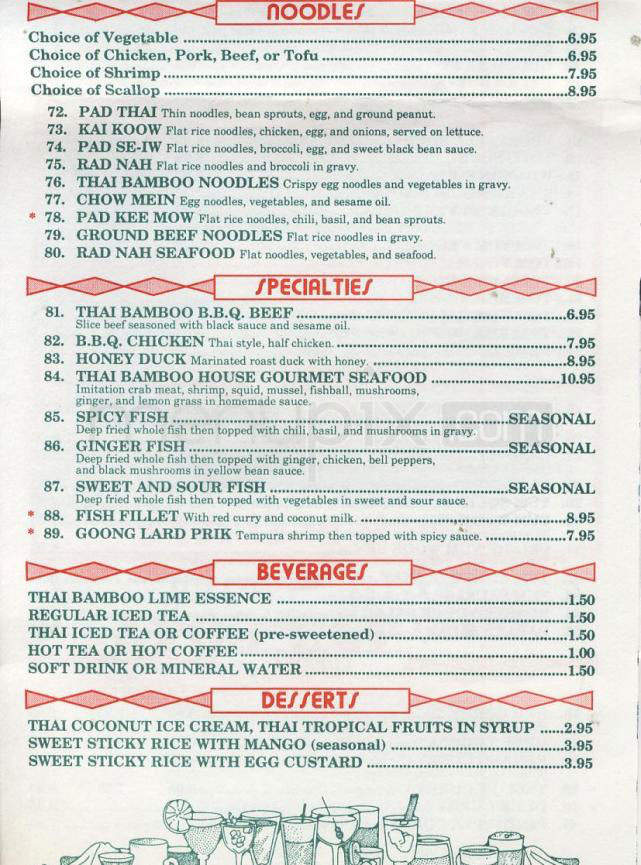 NOODLES
Choice of Vegetable ...6.95
Choice of Chicken, Pork, Beef, or Tofu ...6.95
Choice of Shrimp ...7.95
Choice of Scallop ...8.95
72. PAD THAI Thin noodles, bean sprouts, egg, and ground peanut.
73. KAI KOOW Flat rice noodles, chicken, egg, and onions, served on lettuce.
74. PAD SE-IW Flat rice noodles, broccoli, egg, and sweet black bean sauce.
75. RAD NAH Flat rice noodles and broccoli in gravy.
76. THAI BAMBOO NOODLES Crispy egg noodles and vegetables in gravy.
77. CHOW MEIN Egg noodles, vegetables, and sesame oil.
* 78. PAD KEE MOW Flat rice noodles, chili, basil, and bean sprouts.
79. GROUND BEEF NOODLES Flat rice noodles in gravy.
80. RAD NAH SEAFOOD Flat noodles, vegetables, and seafood.
SPECIALTIES
81. THAI BAMBOO B.B.Q. BEEF ...6.95
Slice beef seasoned with black sauce and sesame oil.
82. B.B.Q. CHICKEN Thai style, half chicken. ...7.95
83. HONEY DUCK Marinated roast duck with honey. ...8.95
84. THAI BAMBOO HOUSE GOURMET SEAFOOD ...10.95
Imitation crab meat, shrimp, squid, mussel, fishball, mushrooms,
ginger, and lemon grass in homemade sauce.
85. SPICY FISH ...SEASONAL
Deep fried whole fish then topped with chili, basil, and mushrooms in gravy.
86. GINGER FISH ...SEASONAL
Deep fried whole fish then topped with ginger, chicken, bell peppers,
and black mushrooms in yellow bean sauce.
87. SWEET AND SOUR FISH ...SEASONAL
Deep fried whole fish then topped with vegetables in sweet and sour sauce.
* 88. FISH FILLET With red curry and coconut milk. ...8.95
* 89. GOONG LARD PRIK Tempura shrimp then topped with spicy sauce. ...7.95
BEVERAGES
THAI BAMBOO LIME ESSENCE ...1.50
REGULAR ICED TEA ...1.50
THAI ICED TEA OR COFFEE (pre-sweetened) ...1.50
HOT TEA OR HOT COFFEE ...1.00
SOFT DRINK OR MINERAL WATER ...1.50
DESSERTS
THAI COCONUT ICE CREAM, THAI TROPICAL FRUITS IN SYRUP ...2.95
SWEET STICKY RICE WITH MANGO (seasonal) ...3.95
SWEET STICKY RICE WITH EGG CUSTARD ...3.95